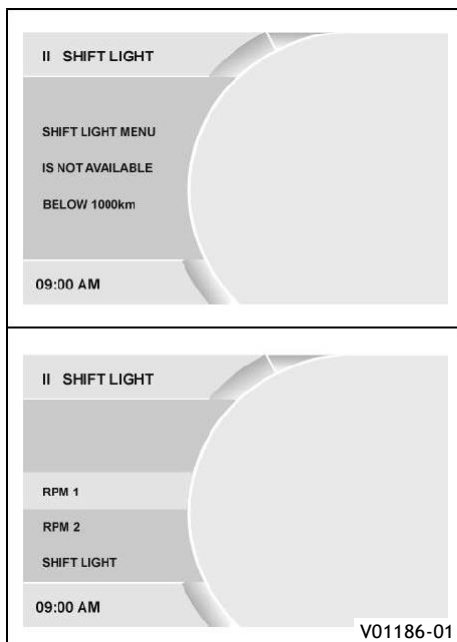 II SHIFT LIGHT
SHIFT LIGHT MENU
IS NOT AVAILABLE
BELOW 1000km
09:00 AM
II SHIFT LIGHT
RPM 1
RPM 2
SHIFT LIGHT
09:00 AM
V01186-01